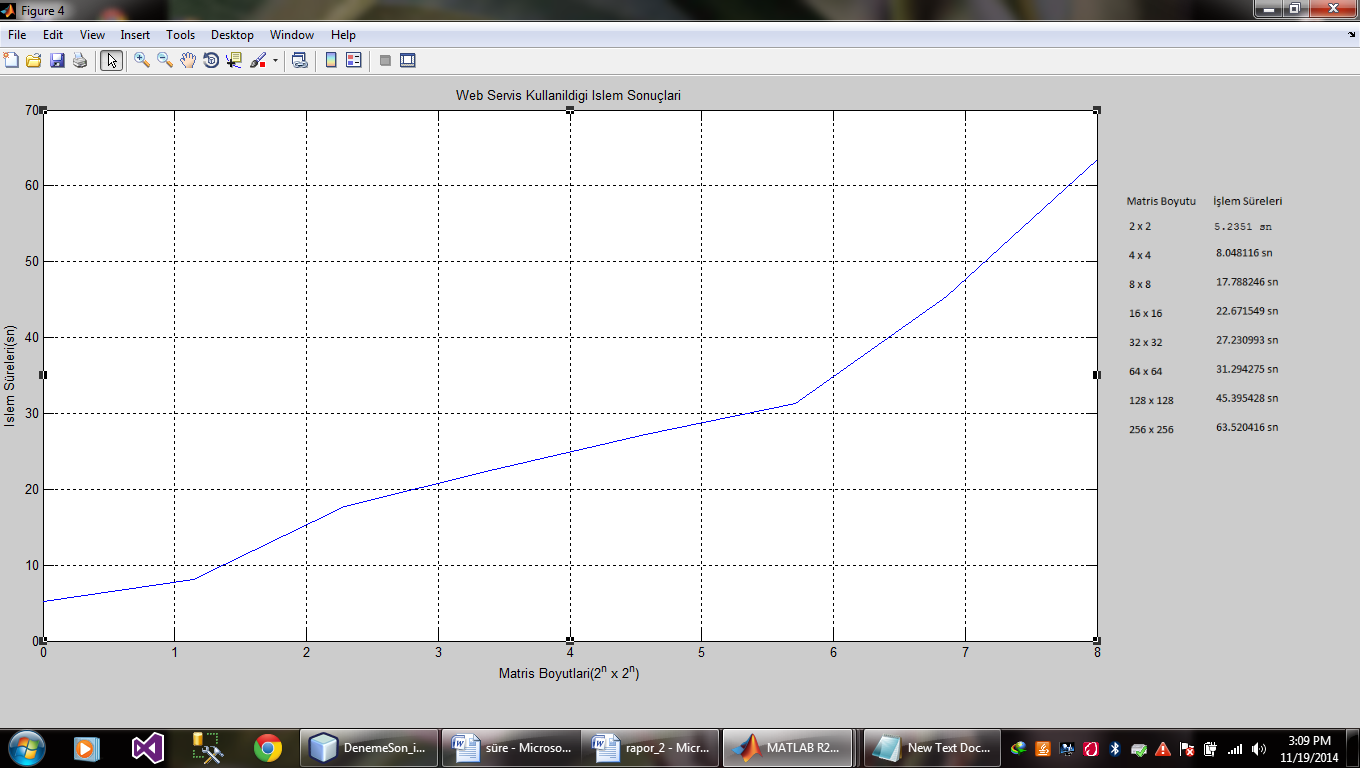 Figure 4
File Edit View Insert Tools Desktop Window Help
Web Servis Kullanildigi Islem Sonuçlari
70
60
50
40
30
20
10
0
Islem Süreleri(sn)
0 1 2 3 4 5 6 7 8
Matris Boyutlari(2^n x 2^n)
Matris Boyutu İşlem Süreleri
2 x 2 5.2351 sn
4 x 4 8.048116 sn
8 x 8 17.788246 sn
16 x 16 22.671549 sn
32 x 32 27.230993 sn
64 x 64 31.294275 sn
128 x 128 45.395428 sn
256 x 256 63.520416 sn
DenemeSon_i... süre - Microso... rapor_2 - Micr... MATLAB R2... New Text Doc...
3:09 PM
11/19/2014